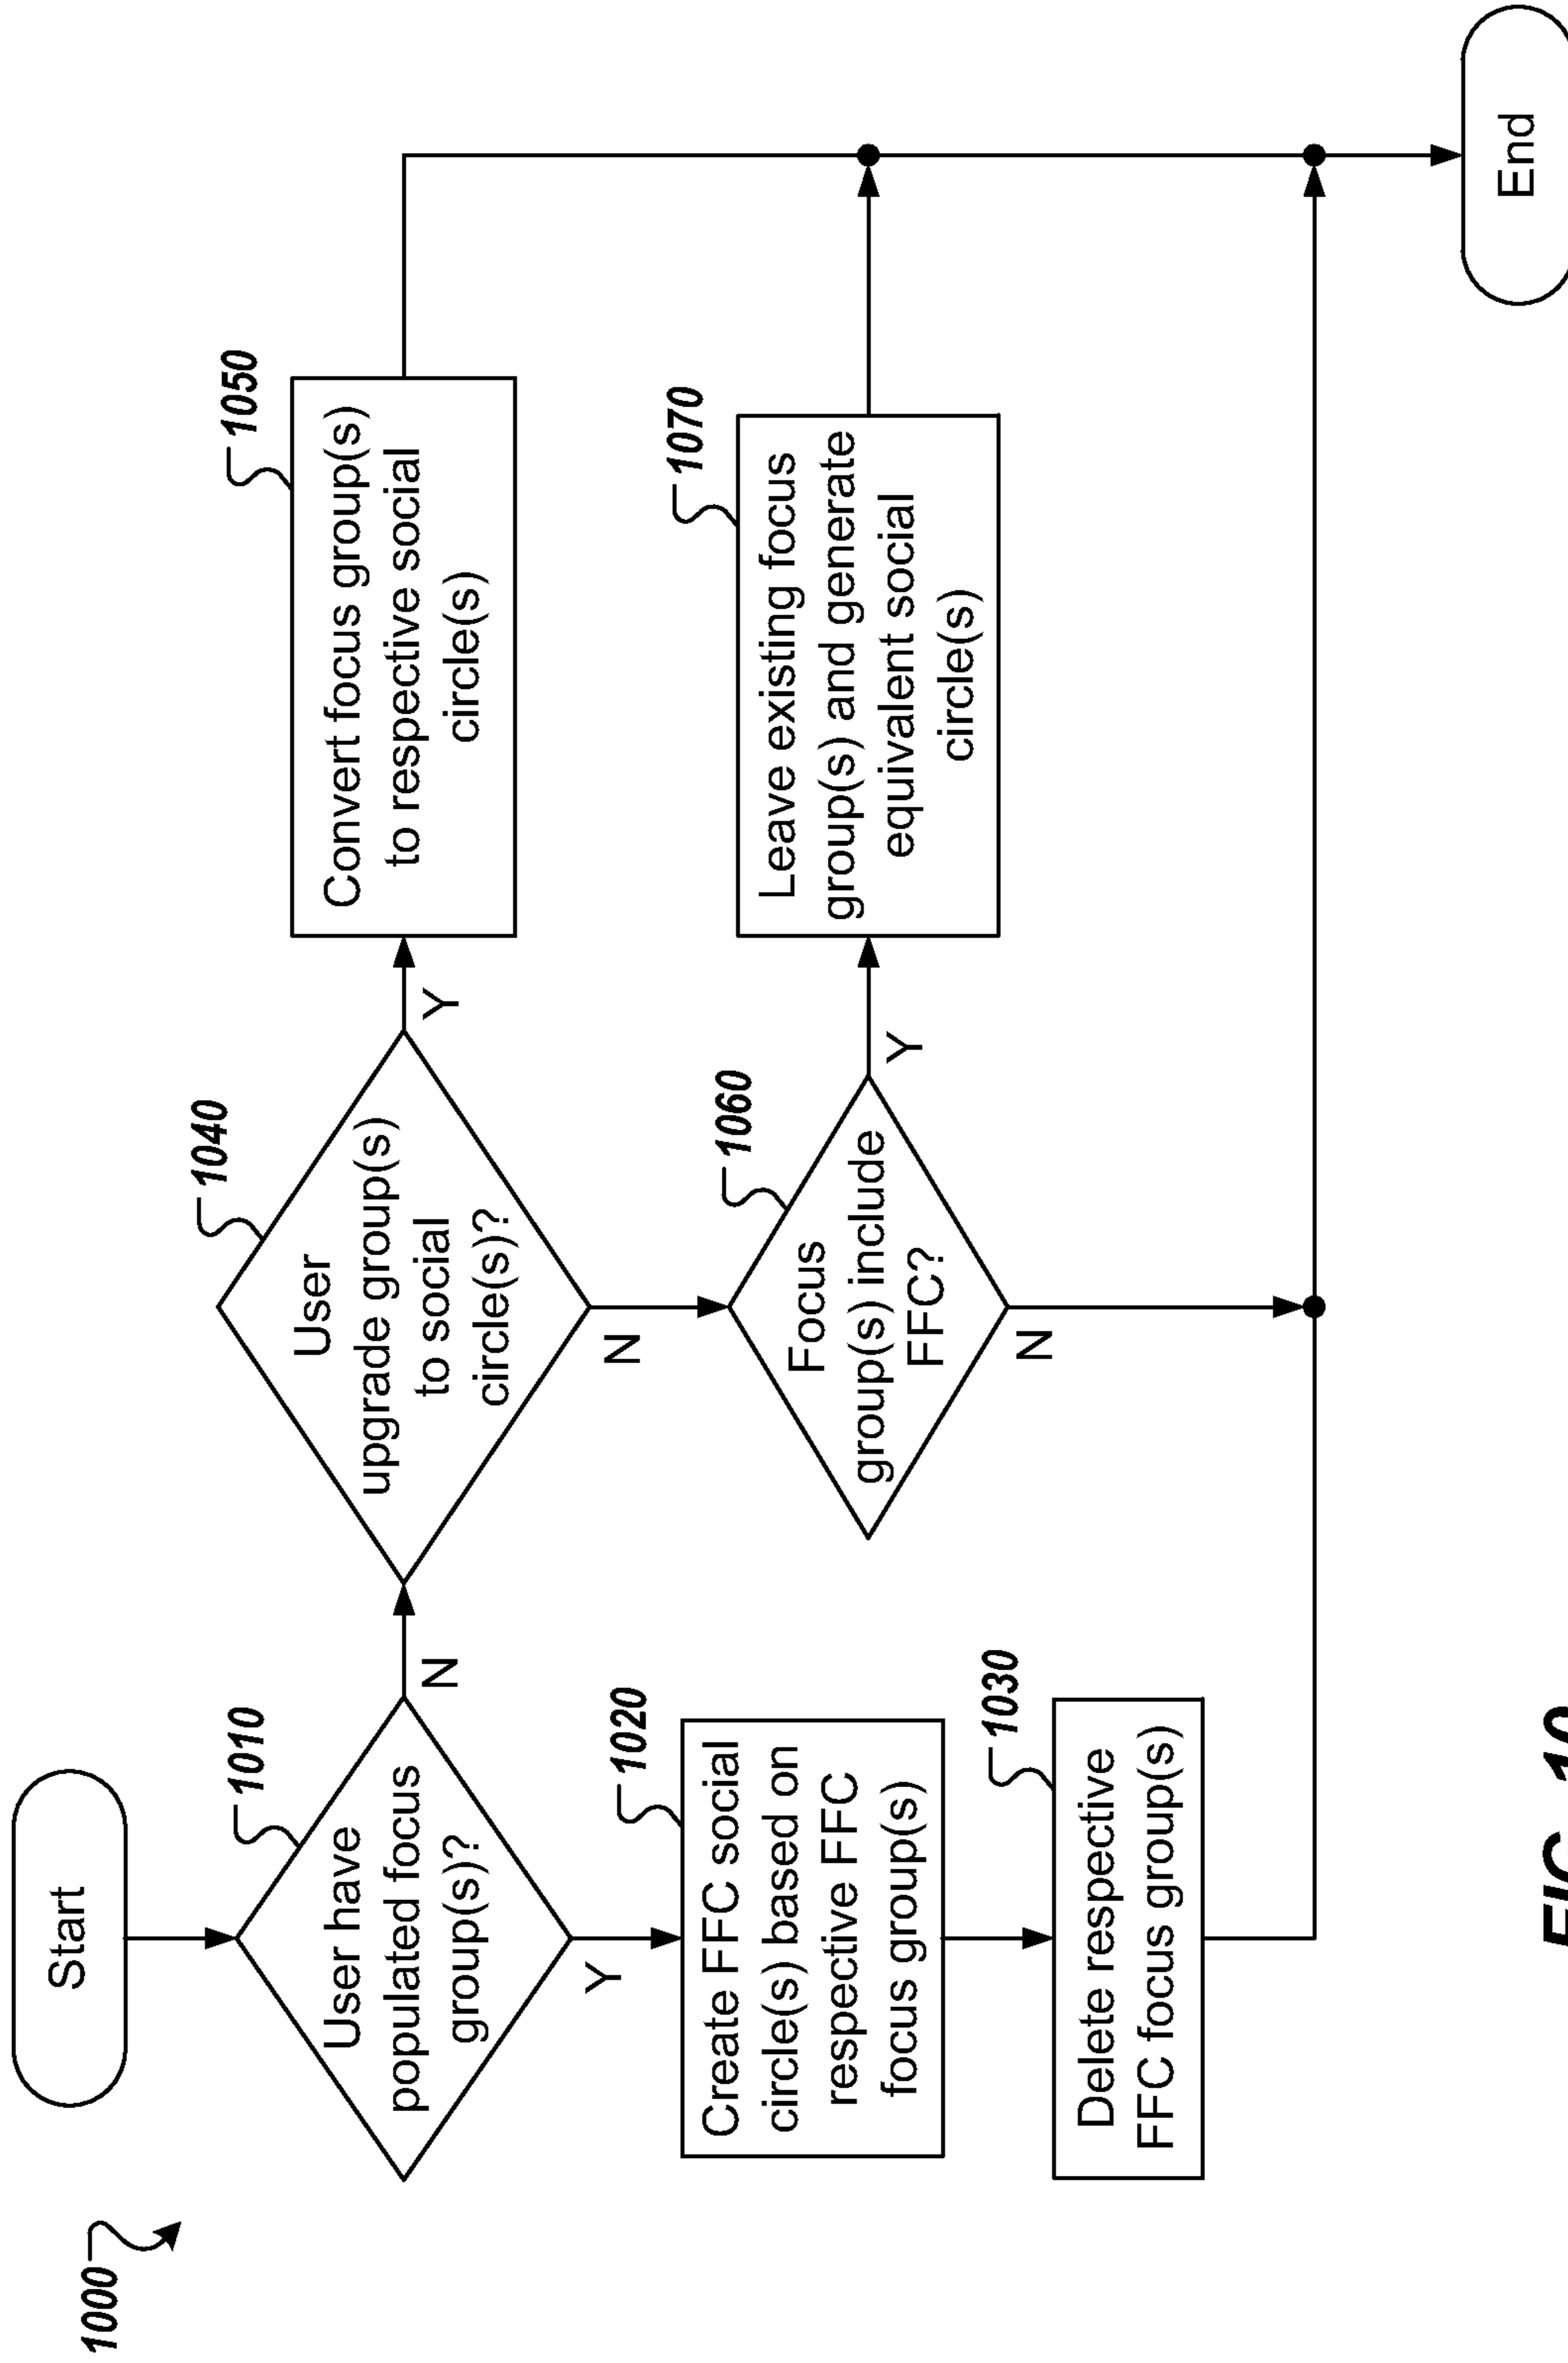 1000
Start
1010
User have
populated focus
group(s)?
N
Y
1020
Create FFC social
circle(s) based on
respective FFC
focus group(s)
1030
Delete respective
FFC focus group(s)
1040
User
upgrade group(s)
to social
circle(s)?
Y
N
1050
Convert focus group(s)
to respective social
circle(s)
1060
Focus
group(s) include
FFC?
Y
N
1070
Leave existing focus
group(s) and generate
equivalent social
circle(s)
End
FIG. 10